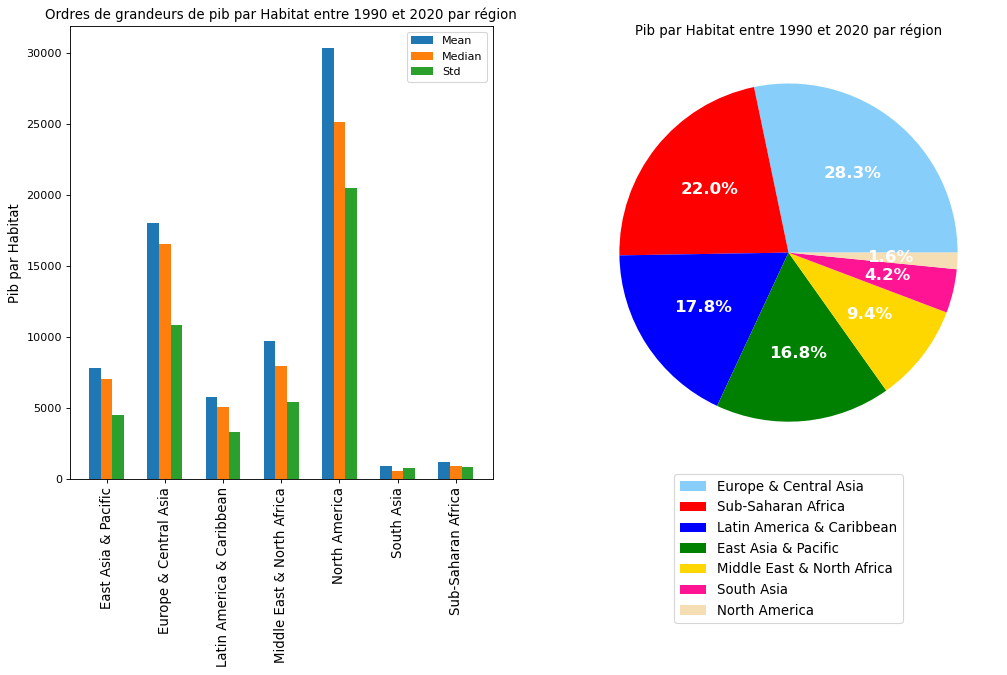 Ordres de grandeurs de pib par Habitat entre 1990 et 2020 par région
Pib par Habitat
30000
25000
20000
15000
10000
5000
0
Mean
Median
Std
East Asia & Pacific
Europe & Central Asia
Latin America & Caribbean
Middle East & North Africa
North America
South Asia
Sub-Saharan Africa
Pib par Habitat entre 1990 et 2020 par région
28.3%
22.0%
17.8%
16.8%
9.4%
4.2%
1.6%
Europe & Central Asia
Sub-Saharan Africa
Latin America & Caribbean
East Asia & Pacific
Middle East & North Africa
South Asia
North America